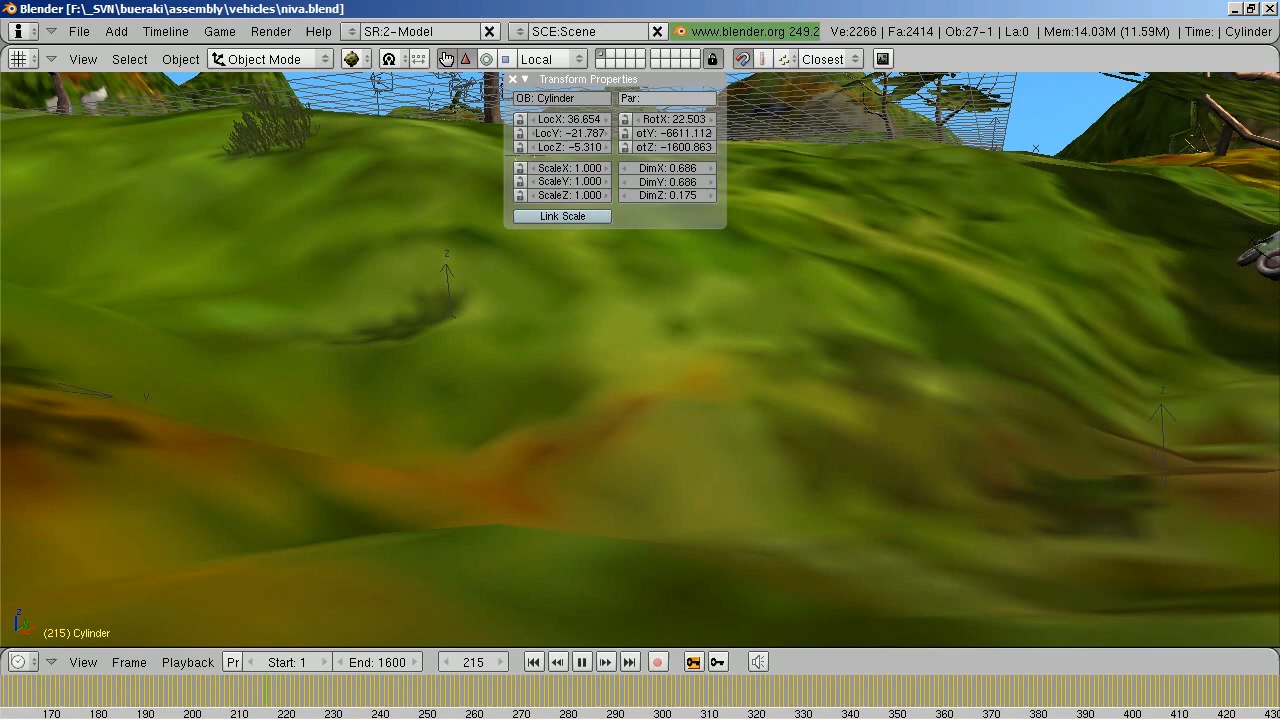 Blender [F:\_SVN\bueraki\assembly\vehicles\niva.blend]
File Add Timeline Game Render Help SR:2-Model SCE:Scene www.blender.org 249.2 Ve:2266 | Fa:2414 | Ob:27-1 | La:0 | Mem:14.03M (11.59M) | Time: | Cylinder
View Select Object Object Mode Local Closest
Transform Properties
OB: Cylinder Par:
LocX: 36.654 RotX: 22.503
LocY: -21.787 otY: -6611.112
LocZ: -5.310 otZ: -1600.863
ScaleX: 1.000 DimX: 0.686
ScaleY: 1.000 DimY: 0.686
ScaleZ: 1.000 DimZ: 0.175
Link Scale
x
z
z
y
z
(215) Cylinder
View Frame Playback Pr Start: 1 End: 1600 215
170 180 190 200 210 220 230 240 250 260 270 280 290 300 310 320 330 340 350 360 370 380 390 400 410 420 43